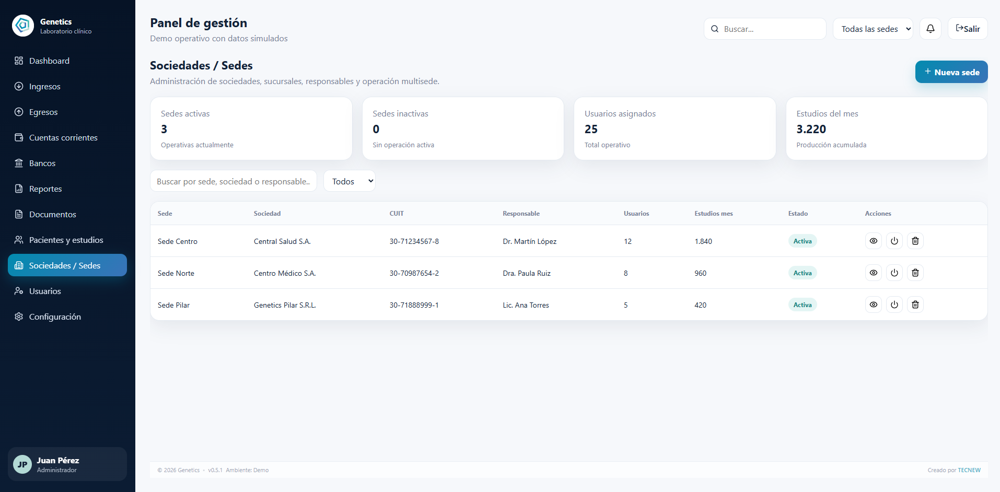 Genetics
Laboratorio clínico
Dashboard
Ingresos
Egresos
Cuentas corrientes
Bancos
Reportes
Documentos
Pacientes y estudios
Sociedades / Sedes
Usuarios
Configuración
JP
Juan Pérez
Administrador
Panel de gestión
Demo operativo con datos simulados
Buscar...
Todas las sedes
Salir
Sociedades / Sedes
Administración de sociedades, sucursales, responsables y operación multisede.
+ Nueva sede
Sedes activas
3
Operativas actualmente
Sedes inactivas
0
Sin operación activa
Usuarios asignados
25
Total operativo
Estudios del mes
3.220
Producción acumulada
Buscar por sede, sociedad o responsable..
Todos
Sede Sociedad CUIT Responsable Usuarios Estudios mes Estado Acciones
Sede Centro Central Salud S.A. 30-71234567-8 Dr. Martín López 12 1.840 Activa
Sede Norte Centro Médico S.A. 30-70987654-2 Dra. Paula Ruiz 8 960 Activa
Sede Pilar Genetics Pilar S.R.L. 30-71888999-1 Lic. Ana Torres 5 420 Activa
© 2026 Genetics • v0.5.1 Ambiente: Demo
Creado por TECNEW